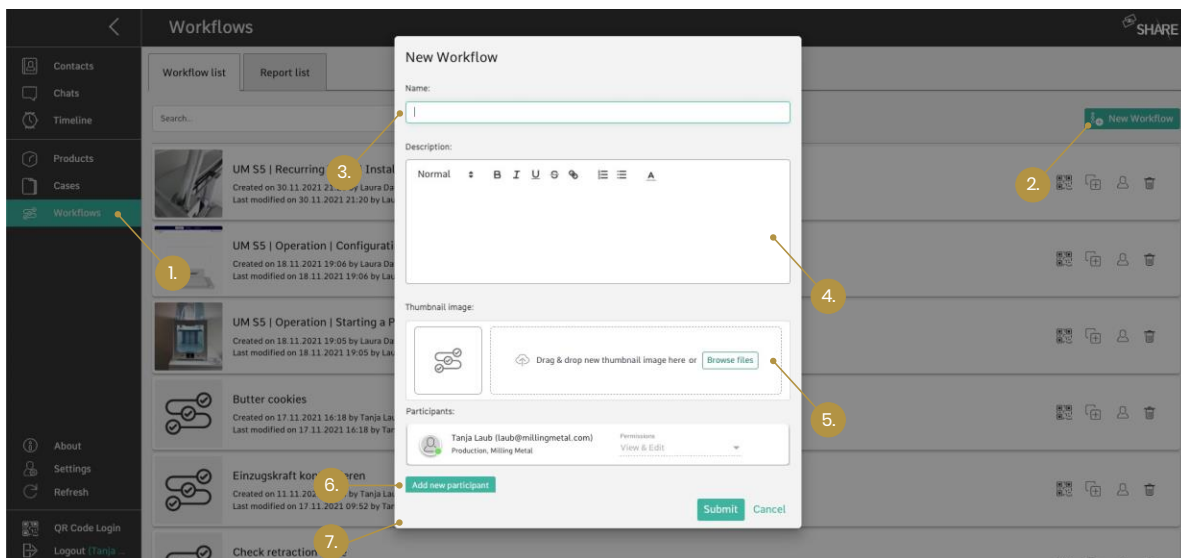 Workflows
SHARE
Contacts
Chats
Timeline
Products
Cases
Workflows
About
Settings
Refresh
QR Code Login
Logout (Tanja ...
Workflow list
Report list
Search...
New Workflow
UM S5 | Recurring Instal
Created on 30.11.2021 21: by Laura Da
Last modified on 30.11.2021 21:20 by Lau
UM S5 | Operation | Configurati
Created on 18.11.2021 19:06 by Laura Da
Last modified on 18.11.2021 19:06 by Lau
UM S5 | Operation | Starting a P
Created on 18.11.2021 19:05 by Laura Da
Last modified on 18.11.2021 19:05 by Lau
Butter cookies
Created on 17.11.2021 16:18 by Tanja Lau
Last modified on 17.11.2021 16:18 by Tan
Einzugskraft kon eren
Created on 11.11.202 by Tanja Lau
Last modified on 17.11.2021 09:52 by Tan
Check retraction
New Workflow
Name:
Description:
Normal B I U S A
Thumbnail image:
Drag & drop new thumbnail image here or Browse files
Participants:
Tanja Laub (laub@millingmetal.com)
Production, Milling Metal
Permissions
View & Edit
Add new participant
Submit Cancel
1.
2.
3.
4.
5.
6.
7.